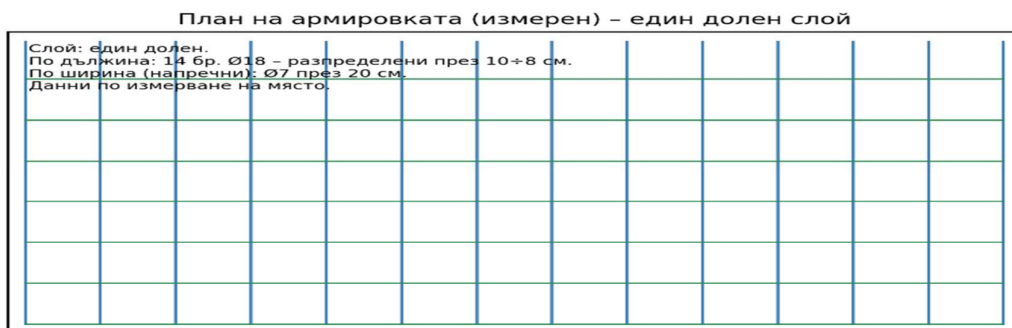 План на армировката (измерен) – един долен слой
Слой: един долен.
По дължина: 14 бр. Ø18 – разпределени през 10÷8 см.
По ширина (напречни): Ø7 през 20 см.
Данни по измерване на място.